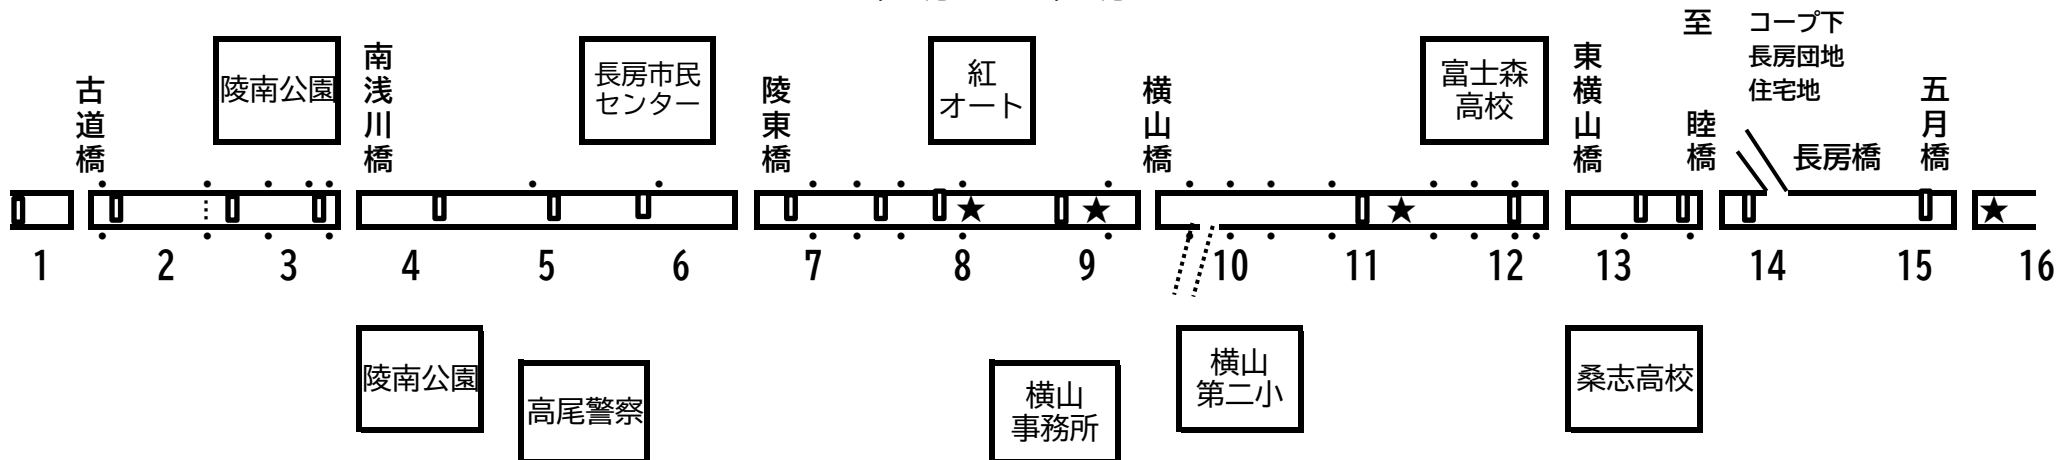 至
コープ下
長房団地
住宅地
古道橋
陵南公園
南浅川橋
長房市民
センター
陵東橋
紅
オート
横山橋
富士森
高校
東横山橋
睦橋
長房橋
五月橋
1 2 3 4 5 6 7 8 9 10 11 12 13 14 15 16
陵南公園
高尾警察
横山
事務所
横山
第二小
桑志高校